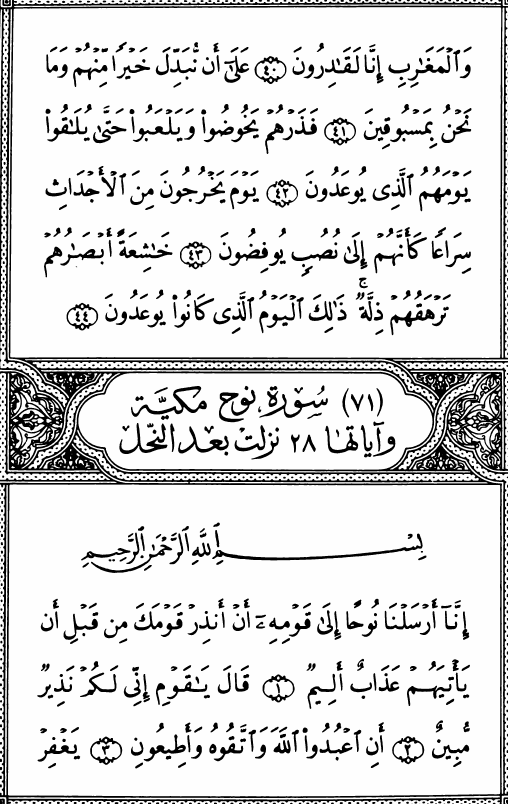 وَٱلْمَغَٰرِبِ إِنَّا لَقَٰدِرُونَ ٤٠ عَلَىٰٓ أَن نُّبَدِّلَ خَيْرًا مِّنْهُمْ وَمَا
نَحْنُ بِمَسْبُوقِينَ ٤١ فَذَرْهُمْ يَخُوضُوا۟ وَيَلْعَبُوا۟ حَتَّىٰ يُلَٰقُوا۟
يَوْمَهُمُ ٱلَّذِى يُوعَدُونَ ٤٢ يَوْمَ يَخْرُجُونَ مِنَ ٱلْأَجْدَاثِ
سِرَاعًا كَأَنَّهُمْ إِلَىٰ نُصُبٍ يُوفِضُونَ ٤٣ خَٰشِعَةً أَبْصَٰرُهُمْ
تَرْهَقُهُمْ ذِلَّةٌ ۚ ذَٰلِكَ ٱلْيَوْمُ ٱلَّذِى كَانُوا۟ يُوعَدُونَ ٤٤
(٧١) سُورَة نوح مكيَّة
وآياتها ٢٨ نزلت بعد النحل
بِسْمِ ٱللَّهِ ٱلرَّحْمَٰنِ ٱلرَّحِيمِ
إِنَّآ أَرْسَلْنَا نُوحًا إِلَىٰ قَوْمِهِۦٓ أَنْ أَنذِرْ قَوْمَكَ مِن قَبْلِ أَن
يَأْتِيَهُمْ عَذَابٌ أَلِيمٌ ١ قَالَ يَٰقَوْمِ إِنِّى لَكُمْ نَذِيرٌ
مُّبِينٌ ٢ أَنِ ٱعْبُدُوا۟ ٱللَّهَ وَٱتَّقُوهُ وَأَطِيعُونِ ٣ يَغْفِرْ